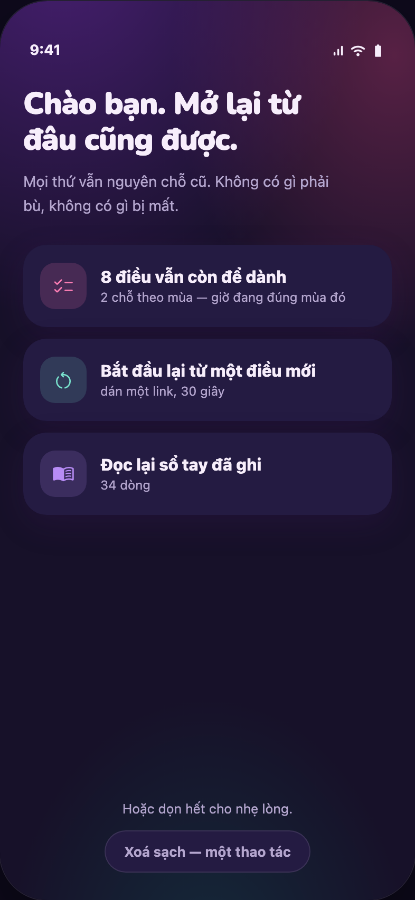 9:41
Chào bạn. Mở lại từ
đâu cũng được.
Mọi thứ vẫn nguyên chỗ cũ. Không có gì phải
bù, không có gì bị mất.
8 điều vẫn còn để dành
2 chỗ theo mùa — giờ đang đúng mùa đó
Bắt đầu lại từ một điều mới
dán một link, 30 giây
Đọc lại sổ tay đã ghi
34 dòng
Hoặc dọn hết cho nhẹ lòng.
Xoá sạch — một thao tác